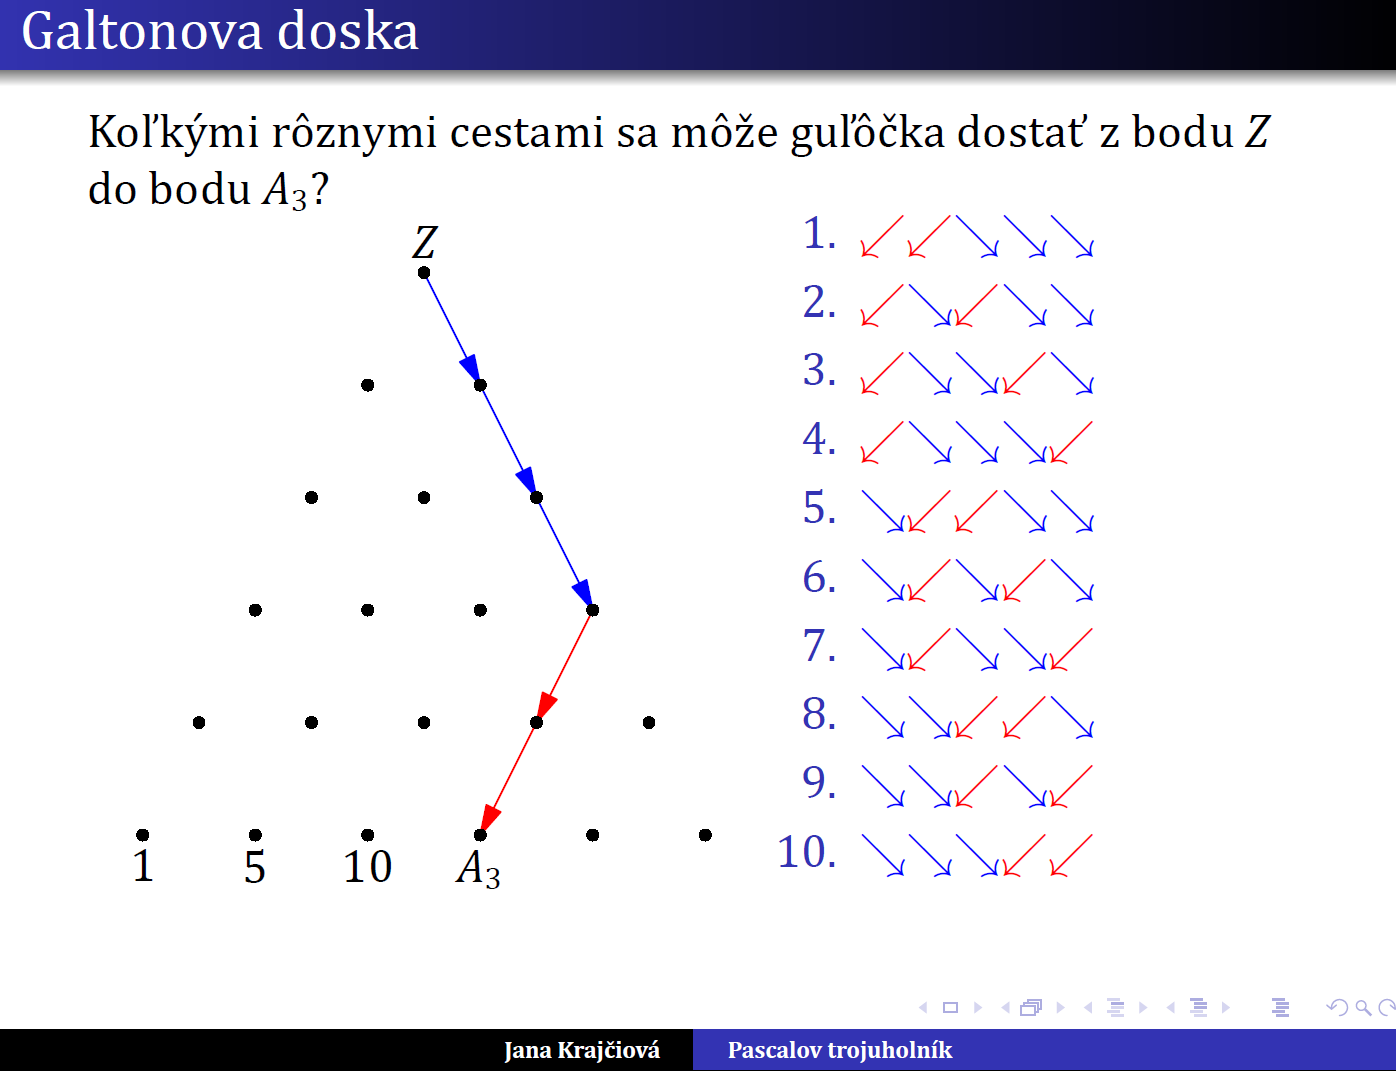 Galtonova doska
Koľkými rôznymi cestami sa môže guľôčka dostať z bodu Z
do bodu A₃?
Z
1 5 10 A₃
1.
2.
3.
4.
5.
6.
7.
8.
9.
10.
Jana Krajčiová Pascalov trojuholník